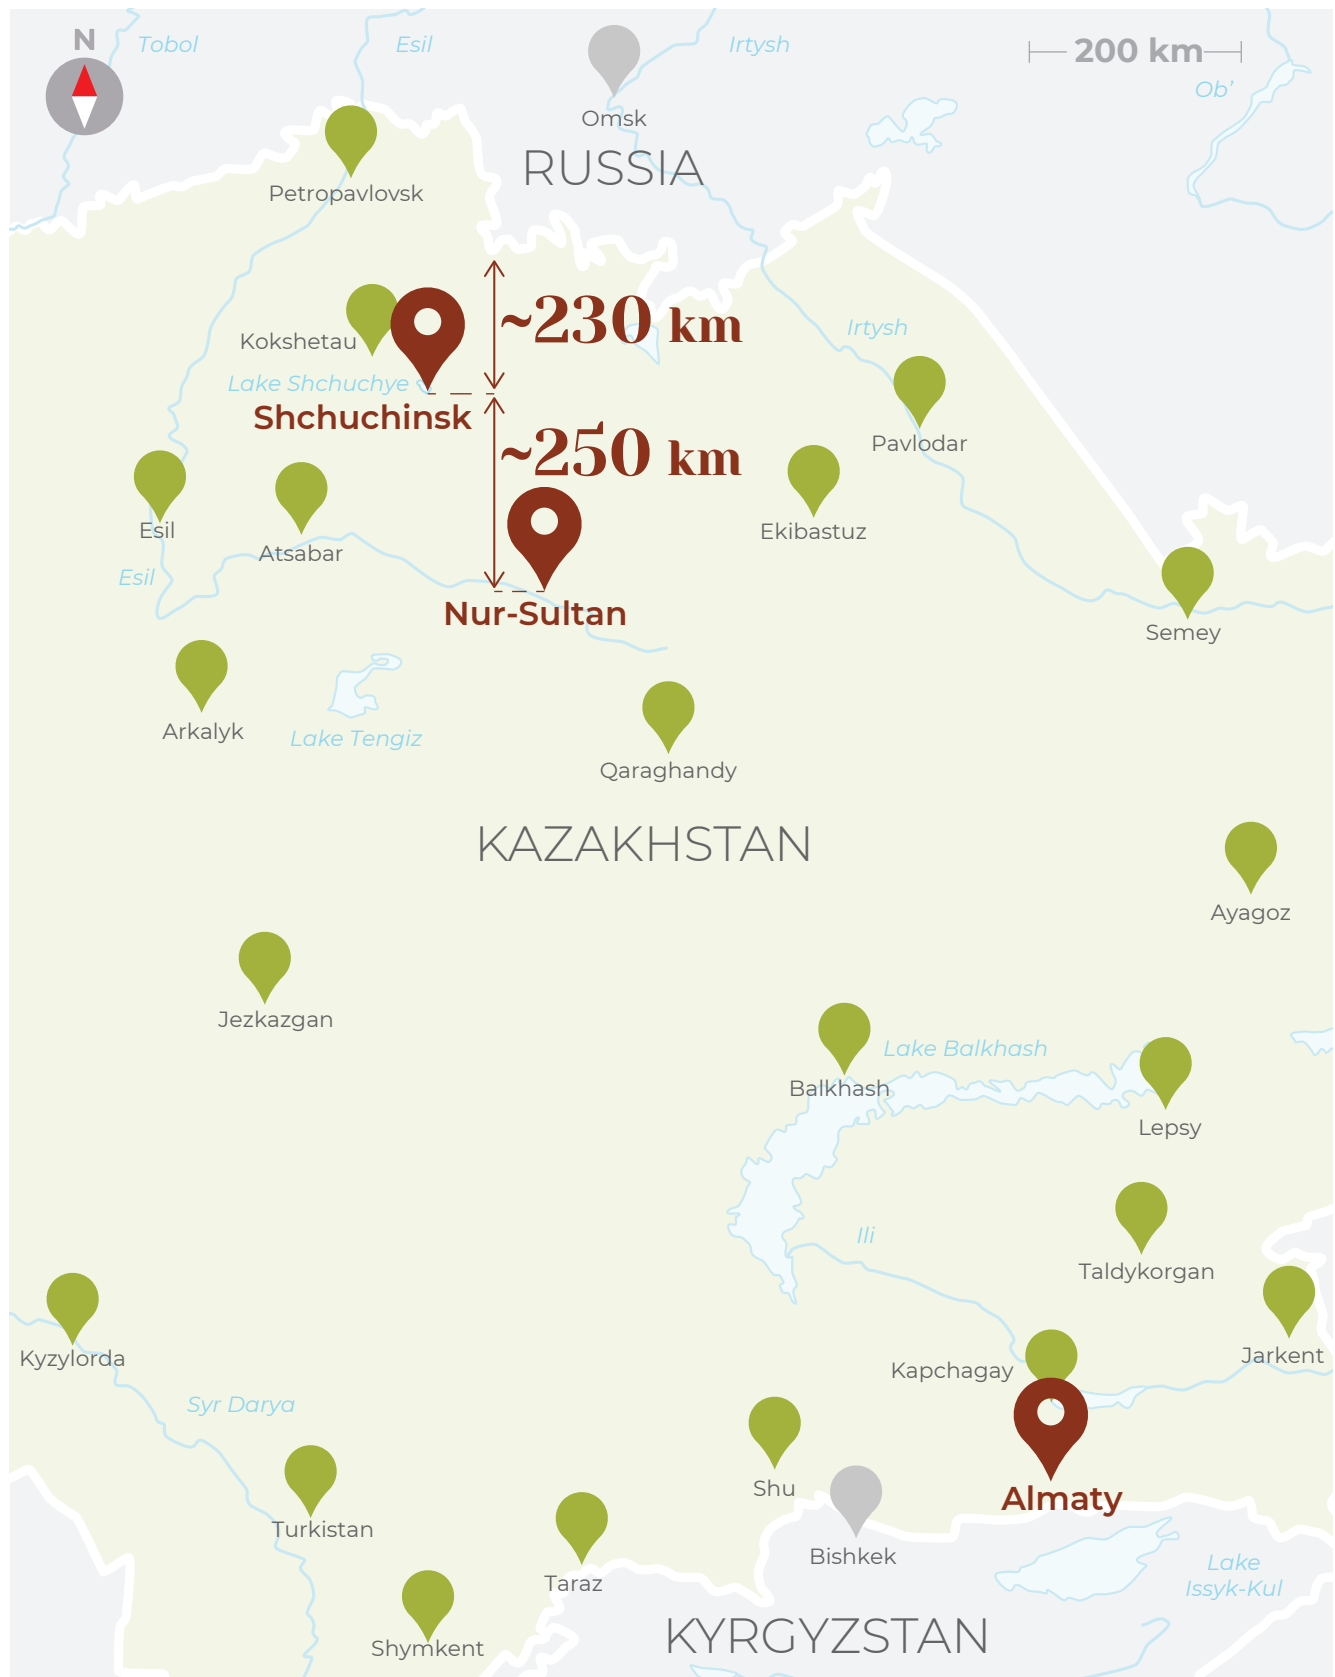 N
Tobol
Esil
Irtysh
200 km
Ob'
Omsk
RUSSIA
Petropavlovsk
~230 km
Irtysh
Kokshetau
Lake Shchuchye
Shchuchinsk
~250 km
Pavlodar
Esil
Atsabar
Ekibastuz
Esil
Nur-Sultan
Semey
Arkalyk
Lake Tengiz
Qaraghandy
KAZAKHSTAN
Ayagoz
Jezkazgan
Lake Balkhash
Balkhash
Lepsy
Ili
Taldykorgan
Kyzylorda
Kapchagay
Jarkent
Syr Darya
Shu
Almaty
Turkistan
Bishkek
Lake
Issyk-Kul
Taraz
KYRGYZSTAN
Shymkent